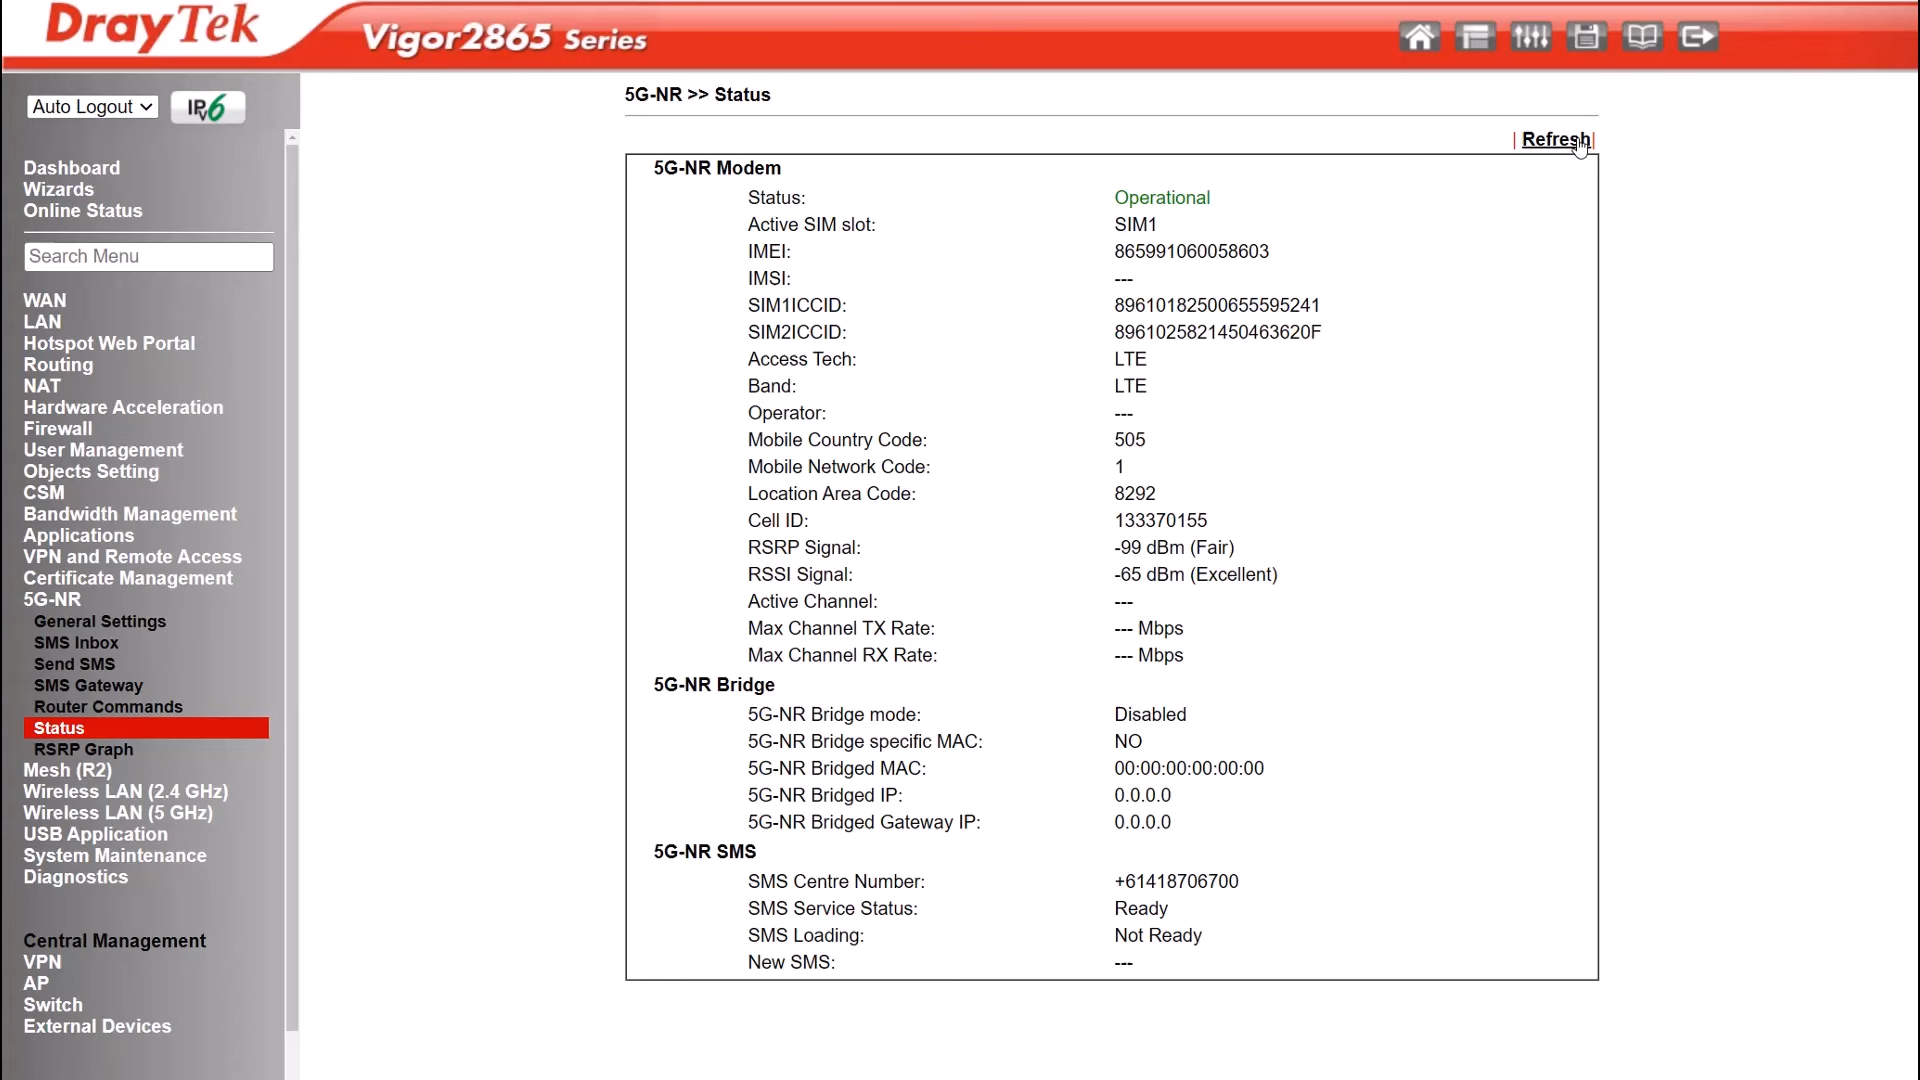 DrayTek Vigor2865 Series
Auto Logout IPv6
5G-NR >> Status
| Refresh |
Dashboard
Wizards
Online Status
Search Menu
WAN
LAN
Hotspot Web Portal
Routing
NAT
Hardware Acceleration
Firewall
User Management
Objects Setting
CSM
Bandwidth Management
Applications
VPN and Remote Access
Certificate Management
5G-NR
General Settings
SMS Inbox
Send SMS
SMS Gateway
Router Commands
Status
RSRP Graph
Mesh (R2)
Wireless LAN (2.4 GHz)
Wireless LAN (5 GHz)
USB Application
System Maintenance
Diagnostics
Central Management
VPN
AP
Switch
External Devices
5G-NR Modem
Status: Operational
Active SIM slot: SIM1
IMEI: 865991060058603
IMSI: ---
SIM1ICCID: 89610182500655595241
SIM2ICCID: 8961025821450463620F
Access Tech: LTE
Band: LTE
Operator: ---
Mobile Country Code: 505
Mobile Network Code: 1
Location Area Code: 8292
Cell ID: 133370155
RSRP Signal: -99 dBm (Fair)
RSSI Signal: -65 dBm (Excellent)
Active Channel: ---
Max Channel TX Rate: --- Mbps
Max Channel RX Rate: --- Mbps
5G-NR Bridge
5G-NR Bridge mode: Disabled
5G-NR Bridge specific MAC: NO
5G-NR Bridged MAC: 00:00:00:00:00:00
5G-NR Bridged IP: 0.0.0.0
5G-NR Bridged Gateway IP: 0.0.0.0
5G-NR SMS
SMS Centre Number: +61418706700
SMS Service Status: Ready
SMS Loading: Not Ready
New SMS: ---